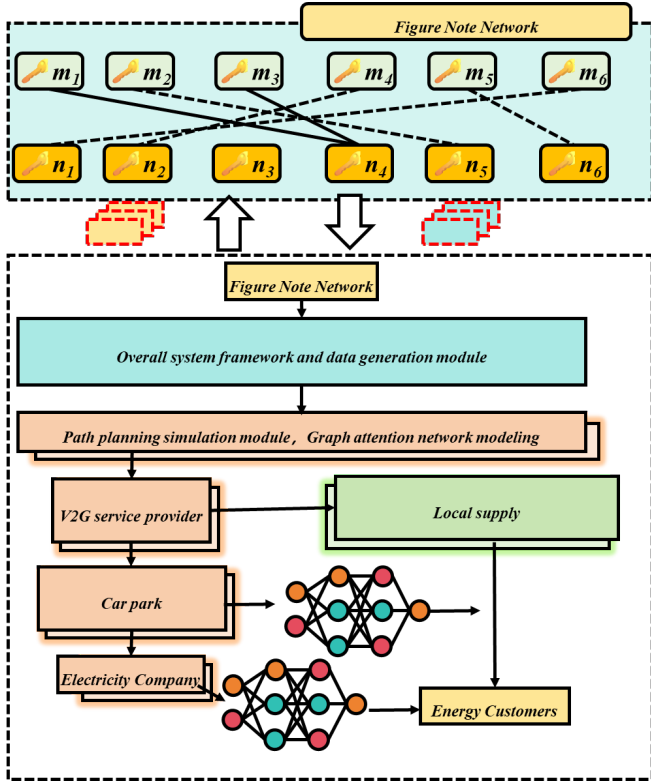 Figure Note Network
m1 m2 m3 m4 m5 m6
n1 n2 n3 n4 n5 n6
Figure Note Network
Overall system framework and data generation module
Path planning simulation module, Graph attention network modeling
V2G service provider
Local supply
Car park
Electricity Company
Energy Customers